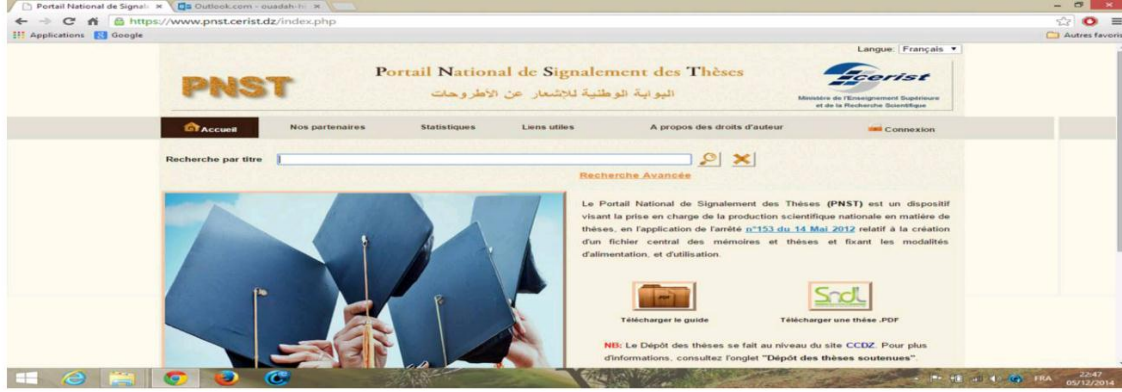 Portail National de Signale
Outlook.com - ouadah-hi
https://www.pnst.cerist.dz/index.php
Applications
Google
Autres favoris
Langue: Français
PNST
Portail National de Signalement des Thèses
البوابة الوطنية للإشعار عن الأطروحات
cerist
Ministère de l'Enseignement Supérieure
et de la Recherche Scientifique
Accueil
Nos partenaires
Statistiques
Liens utiles
A propos des droits d'auteur
Connexion
Recherche par titre
Recherche Avancée
Le Portail National de Signalement des Thèses (PNST) est un dispositif
visant la prise en charge de la production scientifique nationale en matière de
thèses, en l'application de l'arrêté n°153 du 14 Mai 2012 relatif à la création
d'un fichier central des mémoires et thèses et fixant les modalités
d'alimentation, et d'utilisation.
Sndl
Télécharger le guide
Télécharger une thèse .PDF
NB: Le Dépôt des thèses se fait au niveau du site CCDZ. Pour plus
d'informations, consultez l'onglet "Dépôt des thèses soutenues".
FRA
22:47
05/12/2014